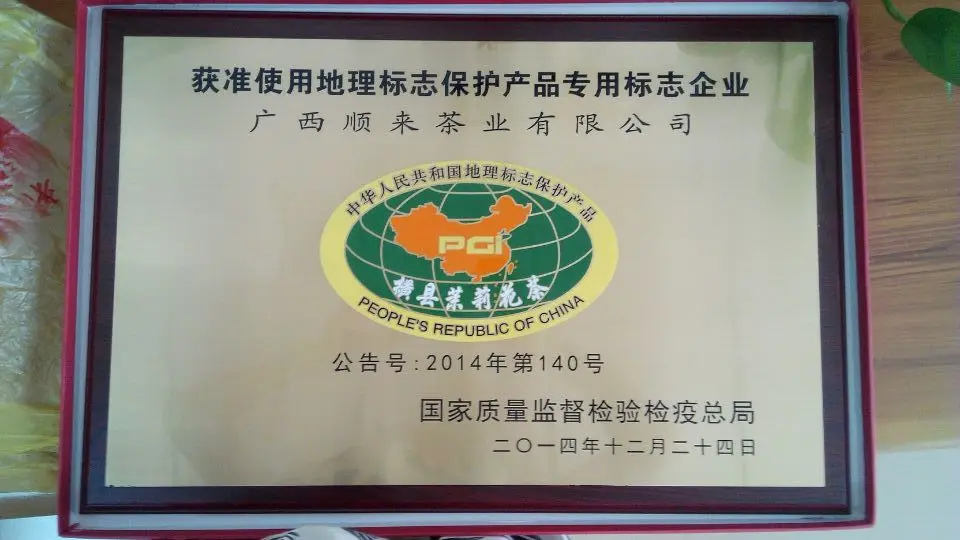 获准使用地理标志保护产品专用标志企业
广西顺来茶业有限公司
中华人民共和国地理标志保护产品
PGI
横县茉莉花茶
PEOPLE'S REPUBLIC OF CHINA
公告号:2014年第140号
国家质量监督检验检疫总局
二〇一四年十二月二十四日